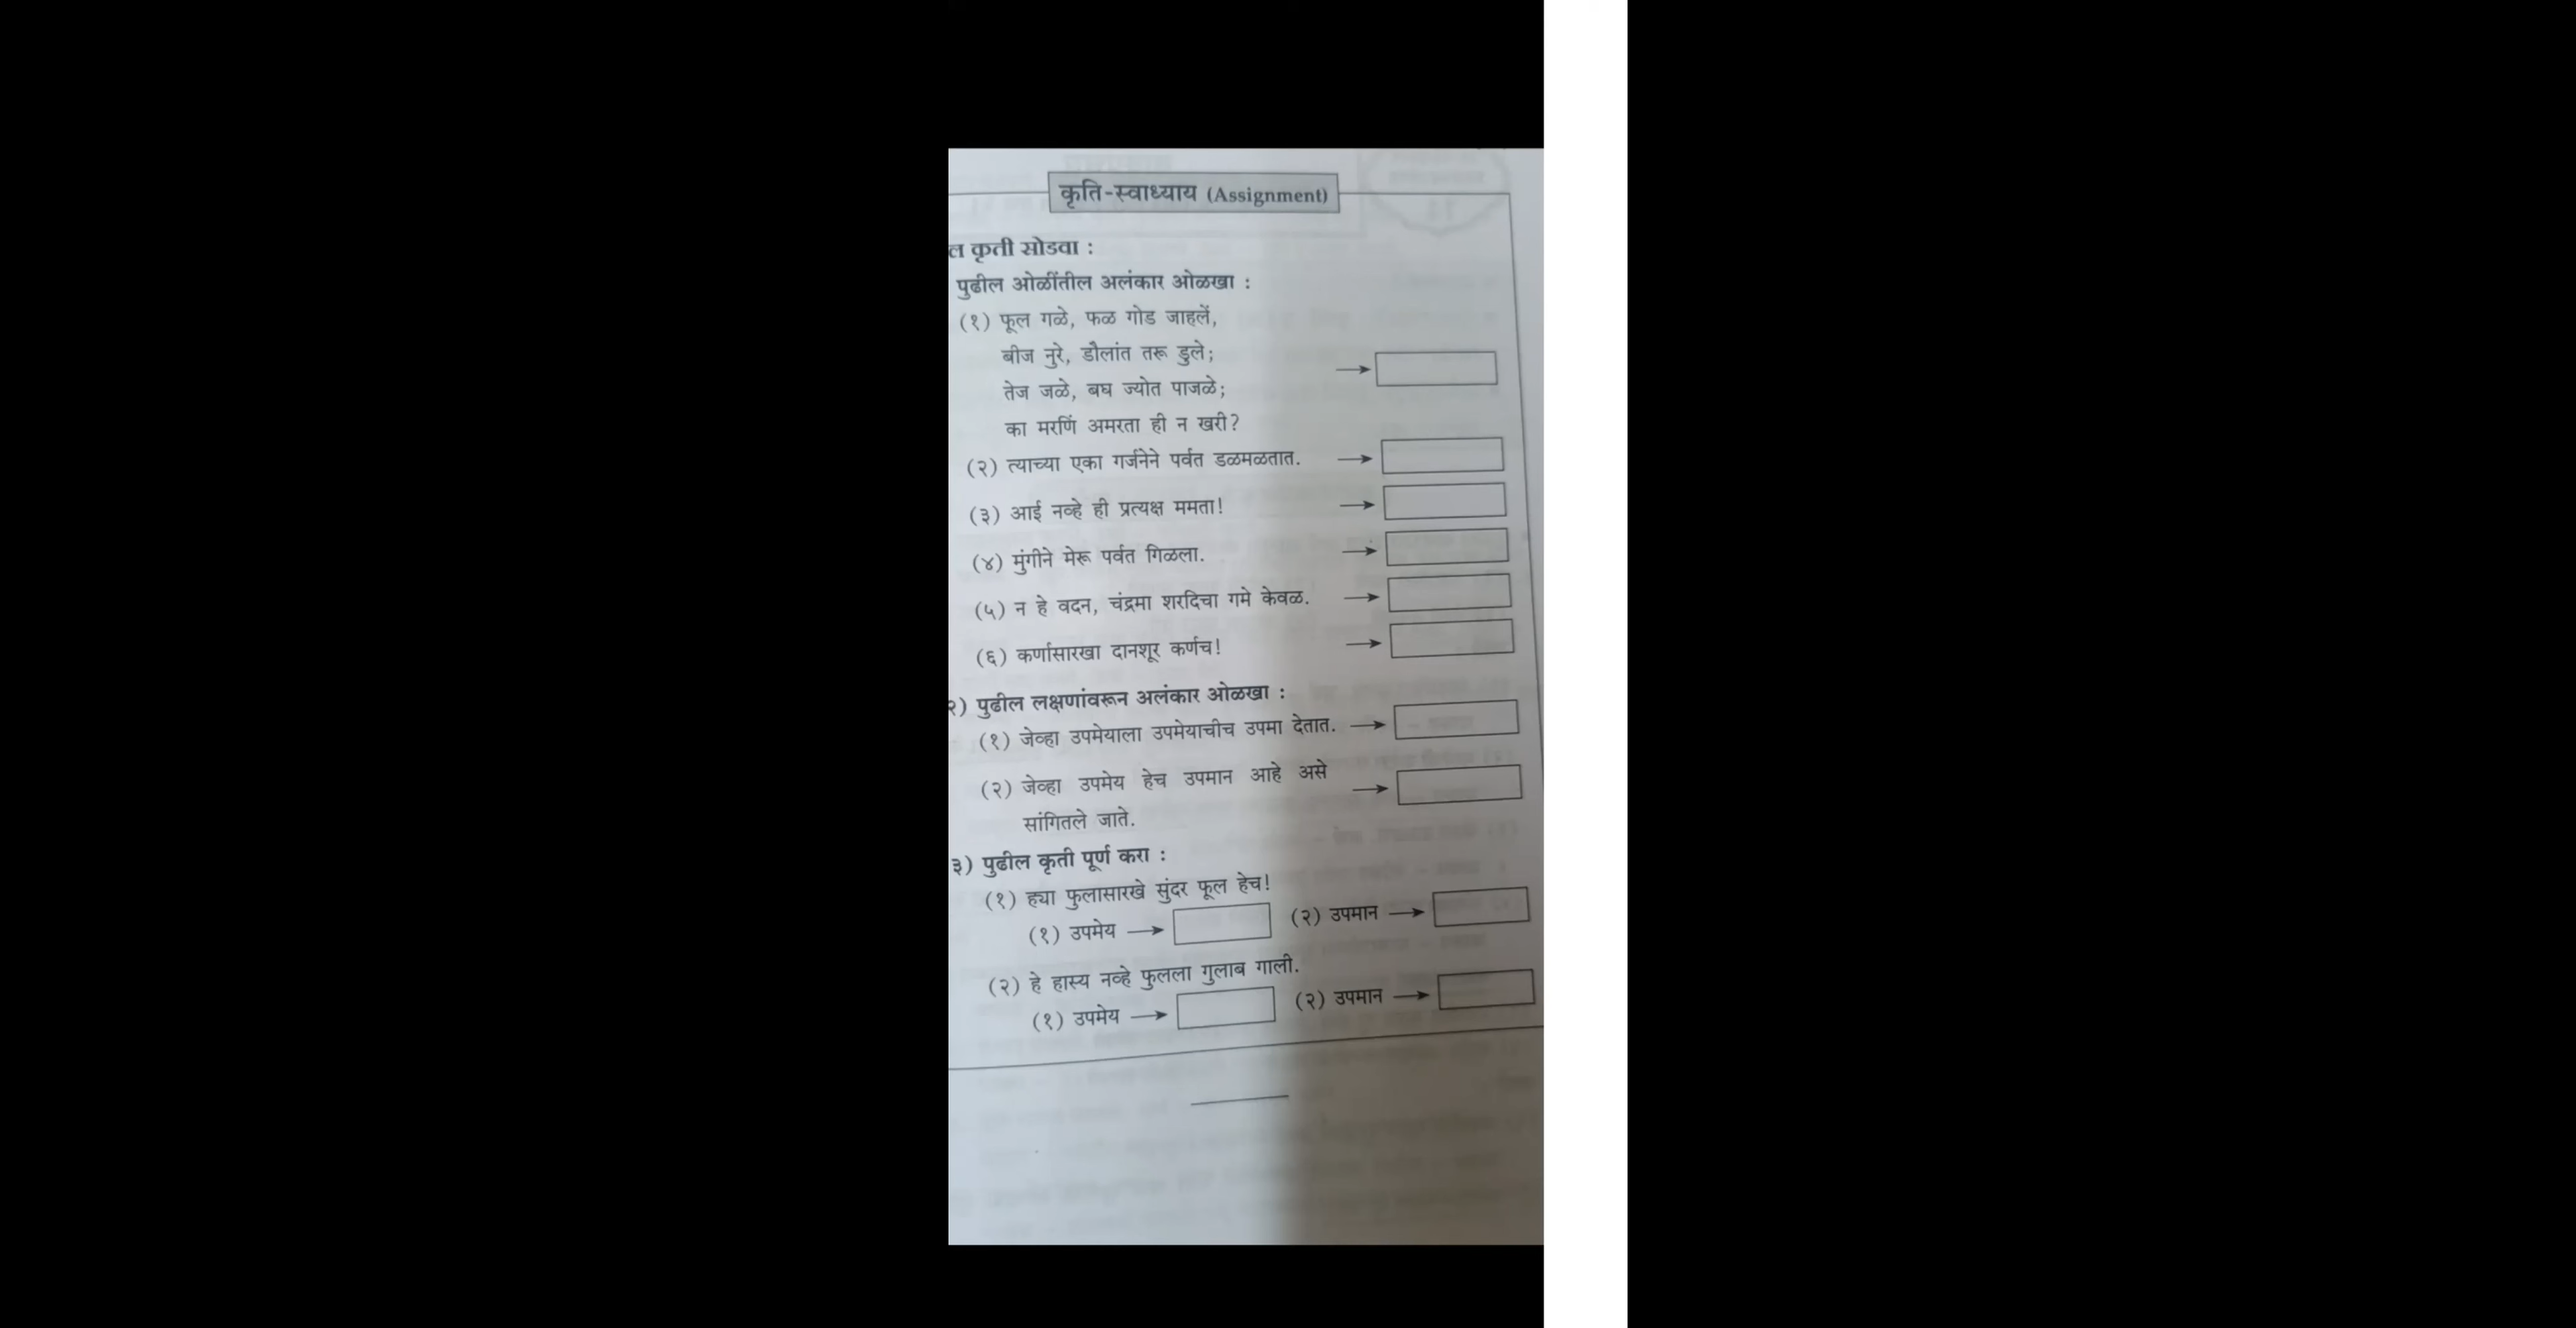 कृति-स्वाध्याय (Assignment)
ल कृती सोडवा :
पुढील ओळींतील अलंकार ओळखा :
(१) फूल गळे, फळ गोड जाहलें,
बीज नुरे, डौलांत तरू डुले;
तेज जळे, बघ ज्योत पाजळे;
का मरणिं अमरता ही न खरी?
(२) त्याच्या एका गर्जनेने पर्वत डळमळतात.
(३) आई नव्हे ही प्रत्यक्ष ममता!
(४) मुंगीने मेरू पर्वत गिळला.
(५) न हे वदन, चंद्रमा शरदिचा गमे केवळ.
(६) कर्णासारखा दानशूर कर्णच!
२) पुढील लक्षणांवरून अलंकार ओळखा :
(१) जेव्हा उपमेयाला उपमेयाचीच उपमा देतात.
(२) जेव्हा उपमेय हेच उपमान आहे असे
सांगितले जाते.
३) पुढील कृती पूर्ण करा :
(१) ह्या फुलासारखे सुंदर फूल हेच!
(१) उपमेय (२) उपमान
(२) हे हास्य नव्हे फुलला गुलाब गाली.
(१) उपमेय (२) उपमान